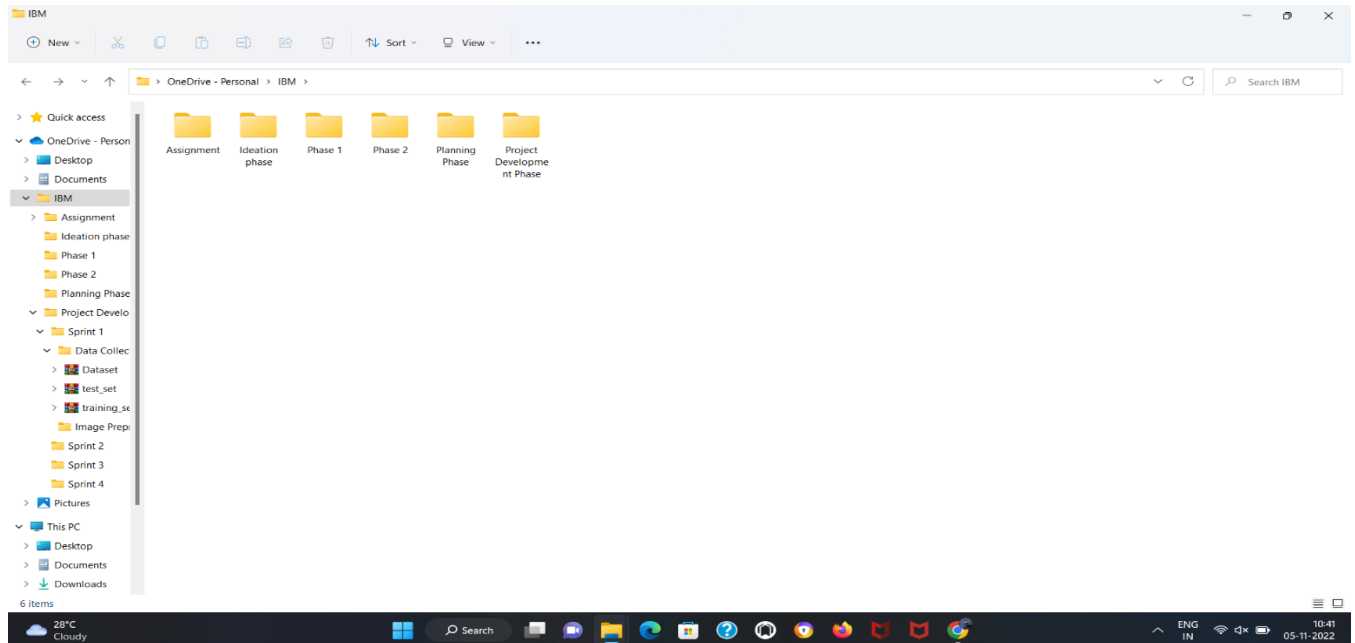 IBM
New
Sort
View
OneDrive - Personal > IBM >
Search IBM
Quick access
OneDrive - Person
Desktop
Documents
IBM
Assignment
Ideation phase
Phase 1
Phase 2
Planning Phase
Project Develo
Sprint 1
Data Collec
Dataset
test_set
training_se
Image Prep
Sprint 2
Sprint 3
Sprint 4
Pictures
This PC
Desktop
Documents
Downloads
Assignment
Ideation
phase
Phase 1
Phase 2
Planning
Phase
Project
Developme
nt Phase
6 items
28°C
Cloudy
Search
ENG
IN
10:41
05-11-2022